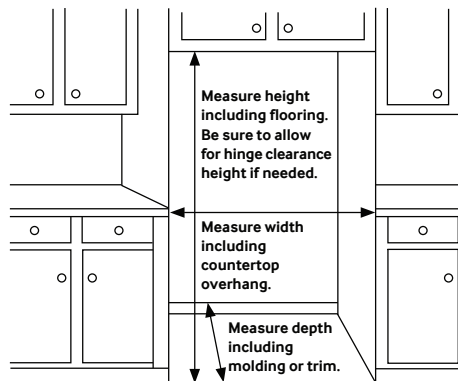 Measure height
including flooring.
Be sure to allow
for hinge clearance
height if needed.
Measure width
including
countertop
overhang.
Measure depth
including
molding or trim.